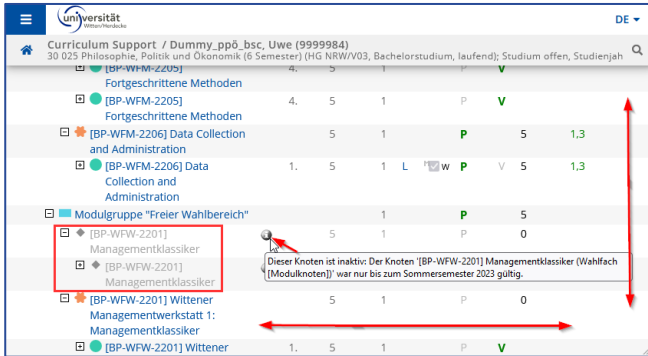 universität
Witten/Herdecke
DE
Curriculum Support / Dummy_ppö_bsc, Uwe (9999984)
30 025 Philosophie, Politik und Ökonomik (6 Semester) (HG NRW/V03, Bachelorstudium, laufend); Studium offen, Studienjah
[BP-WFM-2205] 4. 5 1 P V
Fortgeschrittene Methoden
[BP-WFM-2205] 4. 5 1 P V
Fortgeschrittene Methoden
[BP-WFM-2206] Data Collection 5 1 P 5 1,3
and Administration
[BP-WFM-2206] Data 1. 5 1 L w P V 5 1,3
Collection and
Administration
Modulgruppe "Freier Wahlbereich" 1 P 5
[BP-WFW-2201] 5 1 P 0
Managementklassiker
Dieser Knoten ist inaktiv: Der Knoten '[BP-WFW-2201] Managementklassiker (Wahlfach
[Modulknoten])' war nur bis zum Sommersemester 2023 gültig.
[BP-WFW-2201]
Managementklassiker
[BP-WFW-2201] Wittener 5 1 P 0
Managementwerkstatt 1:
Managementklassiker
[BP-WFW-2201] Wittener 1. 5 1 P V